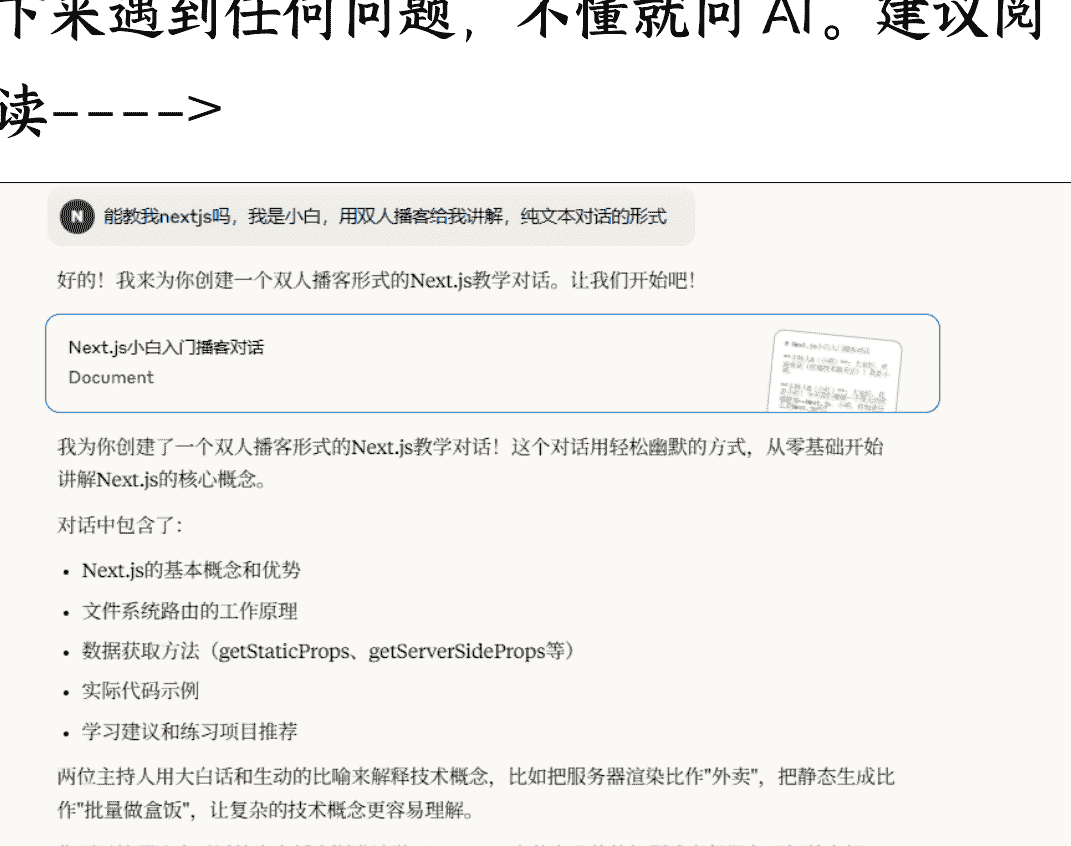 下来遇到任何问题，不懂就问 AI。建议阅
读---->
N 能教我nextjs吗，我是小白，用双人播客给我讲解，纯文本对话的形式
好的！我来为你创建一个双人播客形式的Next.js教学对话。让我们开始吧！
Next.js小白入门播客对话
Document
我为你创建了一个双人播客形式的Next.js教学对话！这个对话用轻松幽默的方式，从零基础开始
讲解Next.js的核心概念。
对话中包含了：
• Next.js的基本概念和优势
• 文件系统路由的工作原理
• 数据获取方法（getStaticProps、getServerSideProps等）
• 实际代码示例
• 学习建议和练习项目推荐
两位主持人用大白话和生动的比喻来解释技术概念，比如把服务器渲染比作"外卖"，把静态生成比
作"批量做盒饭"，让复杂的技术概念更容易理解。